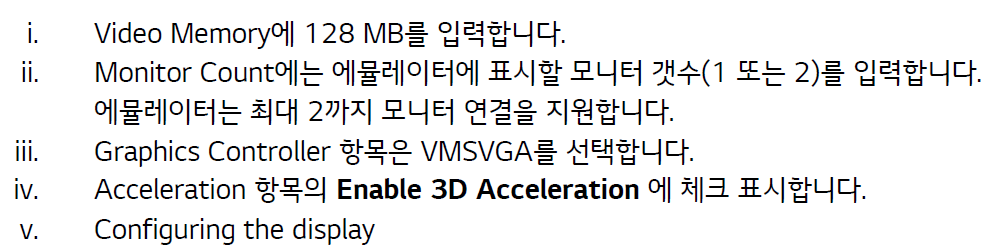 i. Video Memory에 128 MB를 입력합니다.
ii. Monitor Count에는 에뮬레이터에 표시할 모니터 갯수(1 또는 2)를 입력합니다.
에뮬레이터는 최대 2까지 모니터 연결을 지원합니다.
iii. Graphics Controller 항목은 VMSVGA를 선택합니다.
iv. Acceleration 항목의 Enable 3D Acceleration 에 체크 표시합니다.
v. Configuring the display